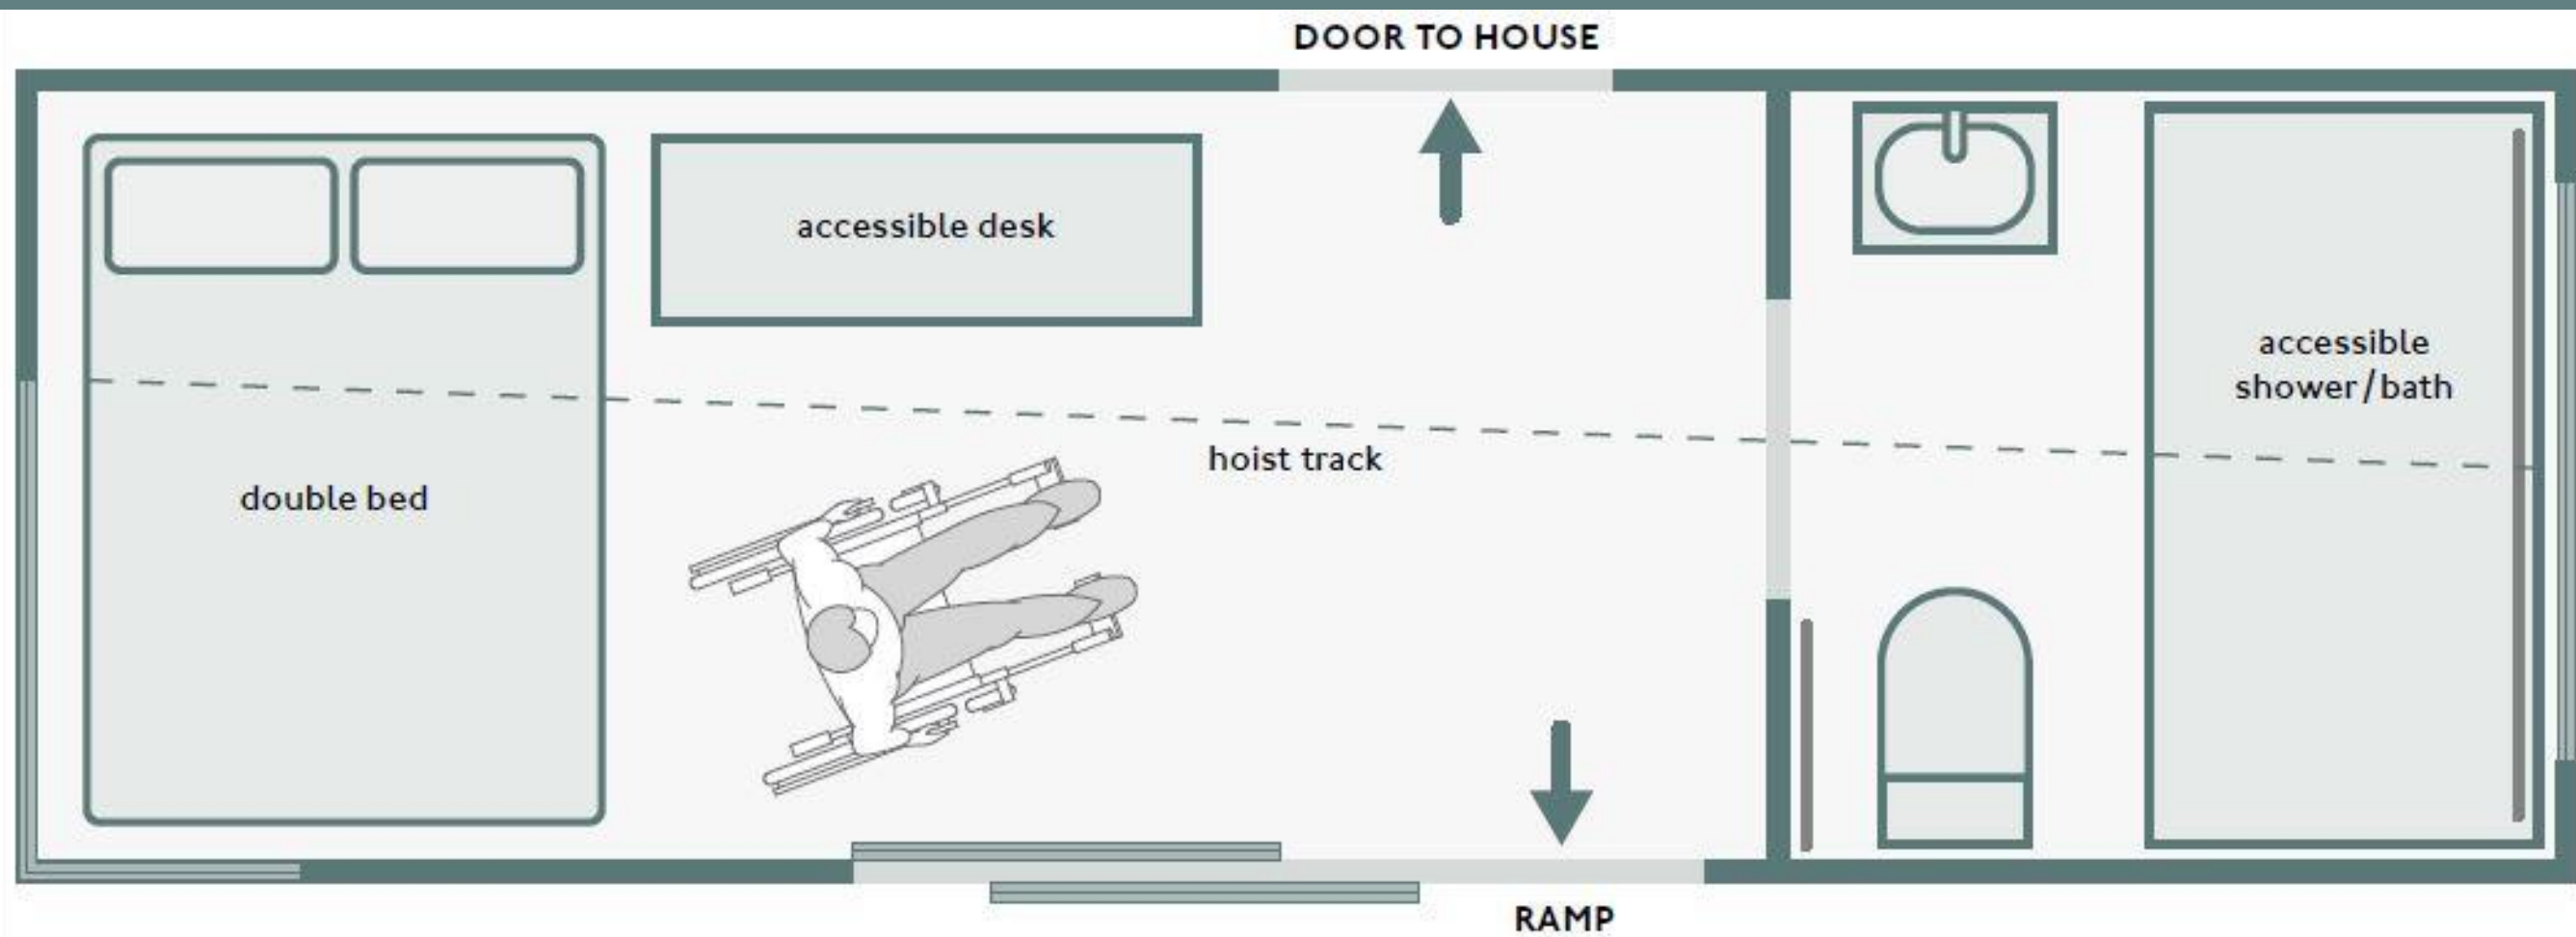 DOOR TO HOUSE
accessible desk
accessible
shower/bath
hoist track
double bed
RAMP